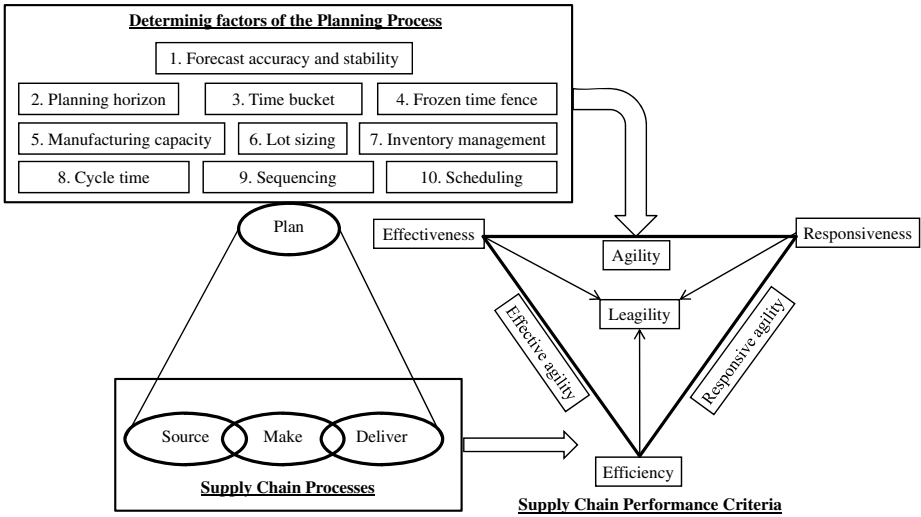 Determinig factors of the Planning Process
1. Forecast accuracy and stability
2. Planning horizon
3. Time bucket
4. Frozen time fence
5. Manufacturing capacity
6. Lot sizing
7. Inventory management
8. Cycle time
9. Sequencing
10. Scheduling
Plan
Effectiveness
Responsiveness
Agility
Leagility
Effective agility
Responsive agility
Source
Make
Deliver
Efficiency
Supply Chain Processes
Supply Chain Performance Criteria